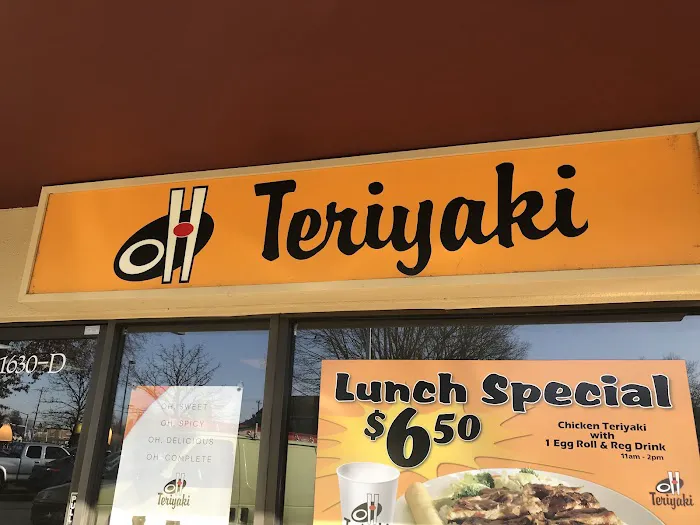 OH Teriyaki
1630-D
OH, SWEET
OH, SPICY
OH, DELICIOUS
OH, COMPLETE
OH
Teriyaki
Lunch Special
$6.50
Chicken Teriyaki
with
1 Egg Roll & Reg Drink
11am - 2pm
OH
OH
Teriyaki